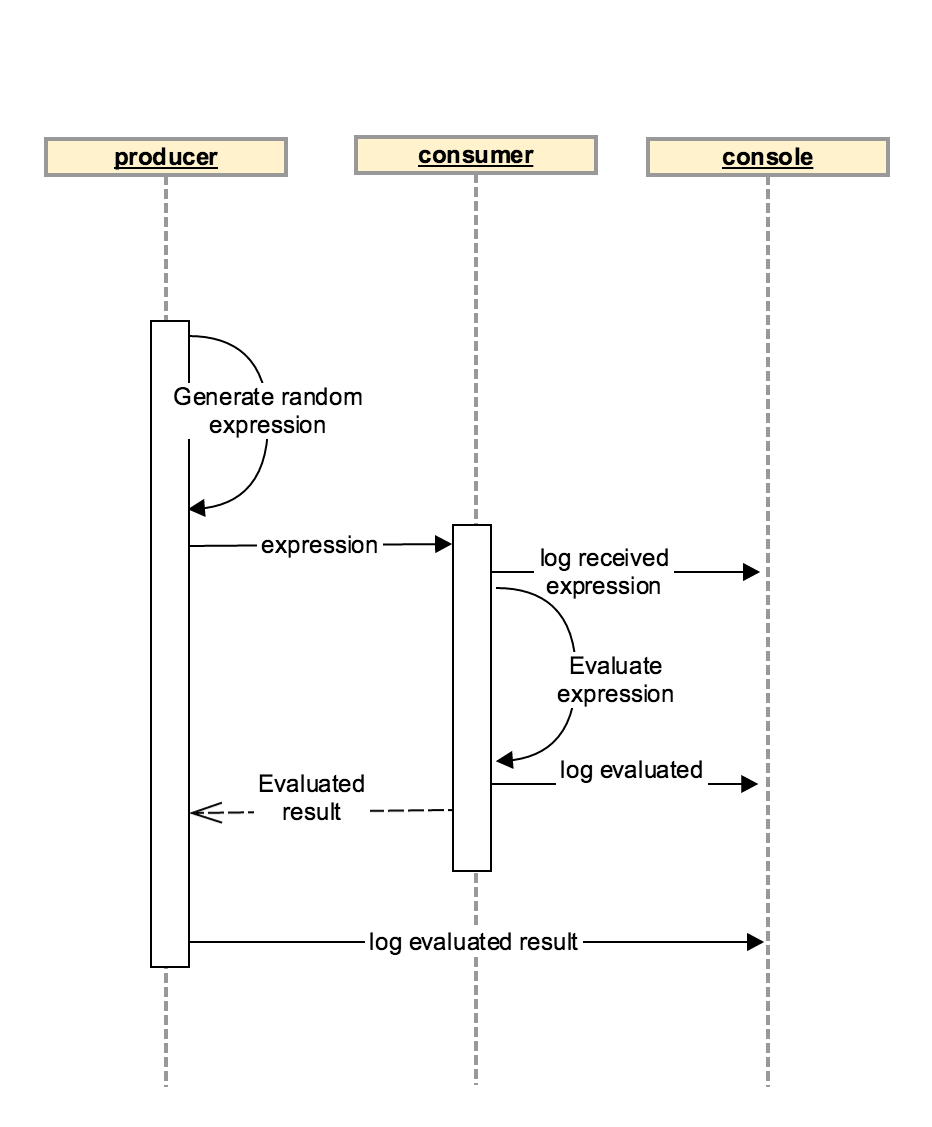 producer
consumer
console
Generate random
expression
expression
log received
expression
Evaluate
expression
log evaluated
Evaluated
result
log evaluated result